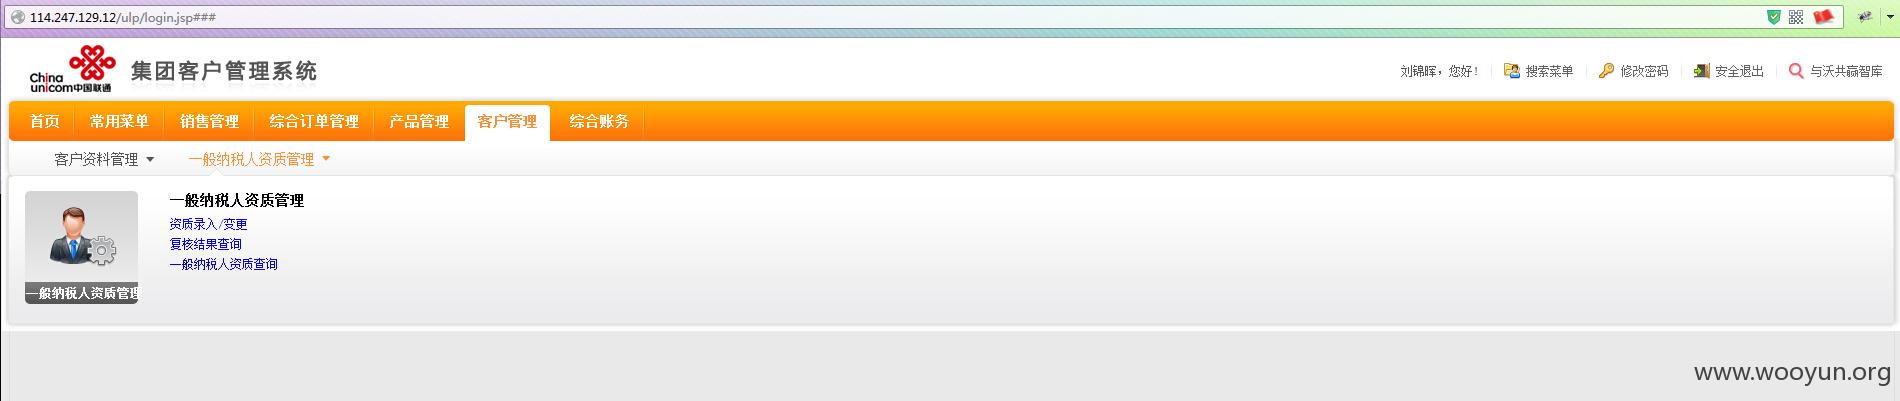 114.247.129.12/ulp/login.jsp###
China unicom中国联通
集团客户管理系统
刘锦晖，您好！ 搜索菜单 修改密码 安全退出 与沃共赢智库
首页 常用菜单 销售管理 综合订单管理 产品管理 客户管理 综合账务
客户资料管理 一般纳税人资质管理
一般纳税人资质管理
资质录入/变更
复核结果查询
一般纳税人资质查询
一般纳税人资质管理
www.wooyun.org